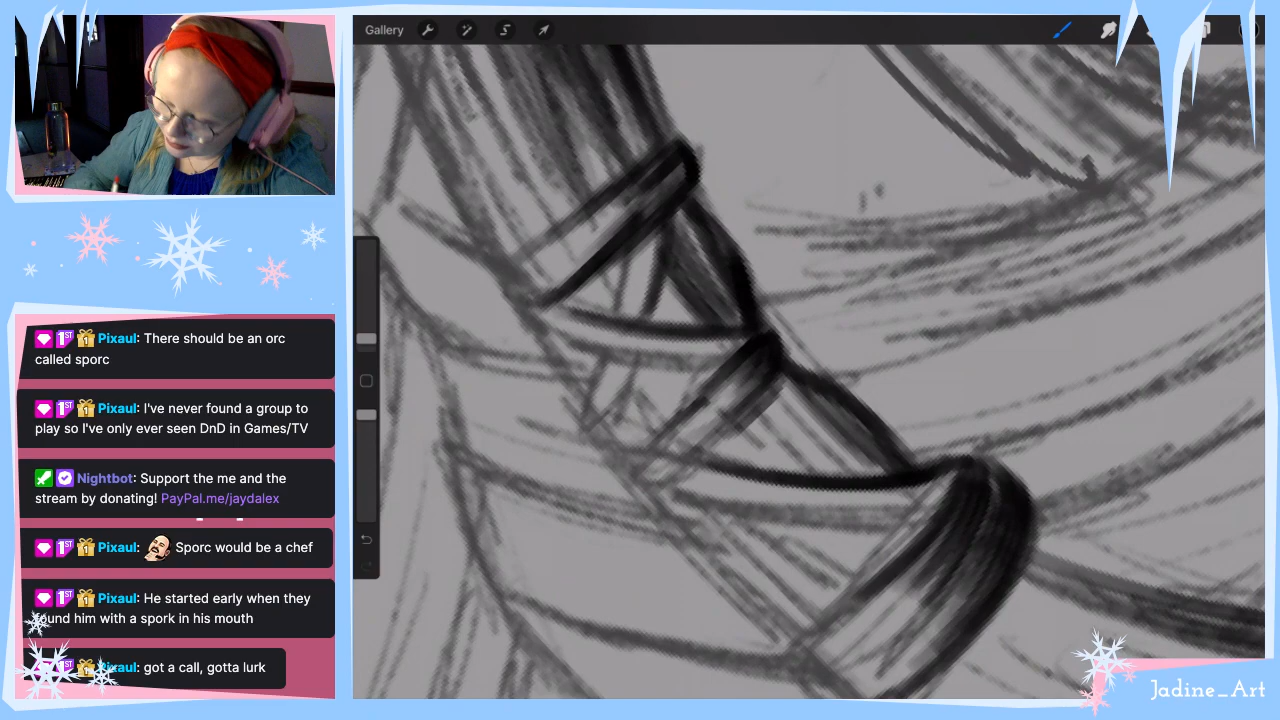 Gallery
Pixaul: There should be an orc
called sporc
Pixaul: I've never found a group to
play so I've only ever seen DnD in Games/TV
Nightbot: Support the me and the
stream by donating! PayPal.me/jaydalex
Pixaul: Sporc would be a chef
Pixaul: He started early when they
found him with a spork in his mouth
Pixaul: got a call, gotta lurk
Jadine_Art